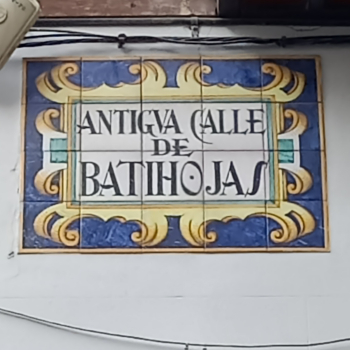 ANTIGVA CALLE
DE
BATIHOJAS